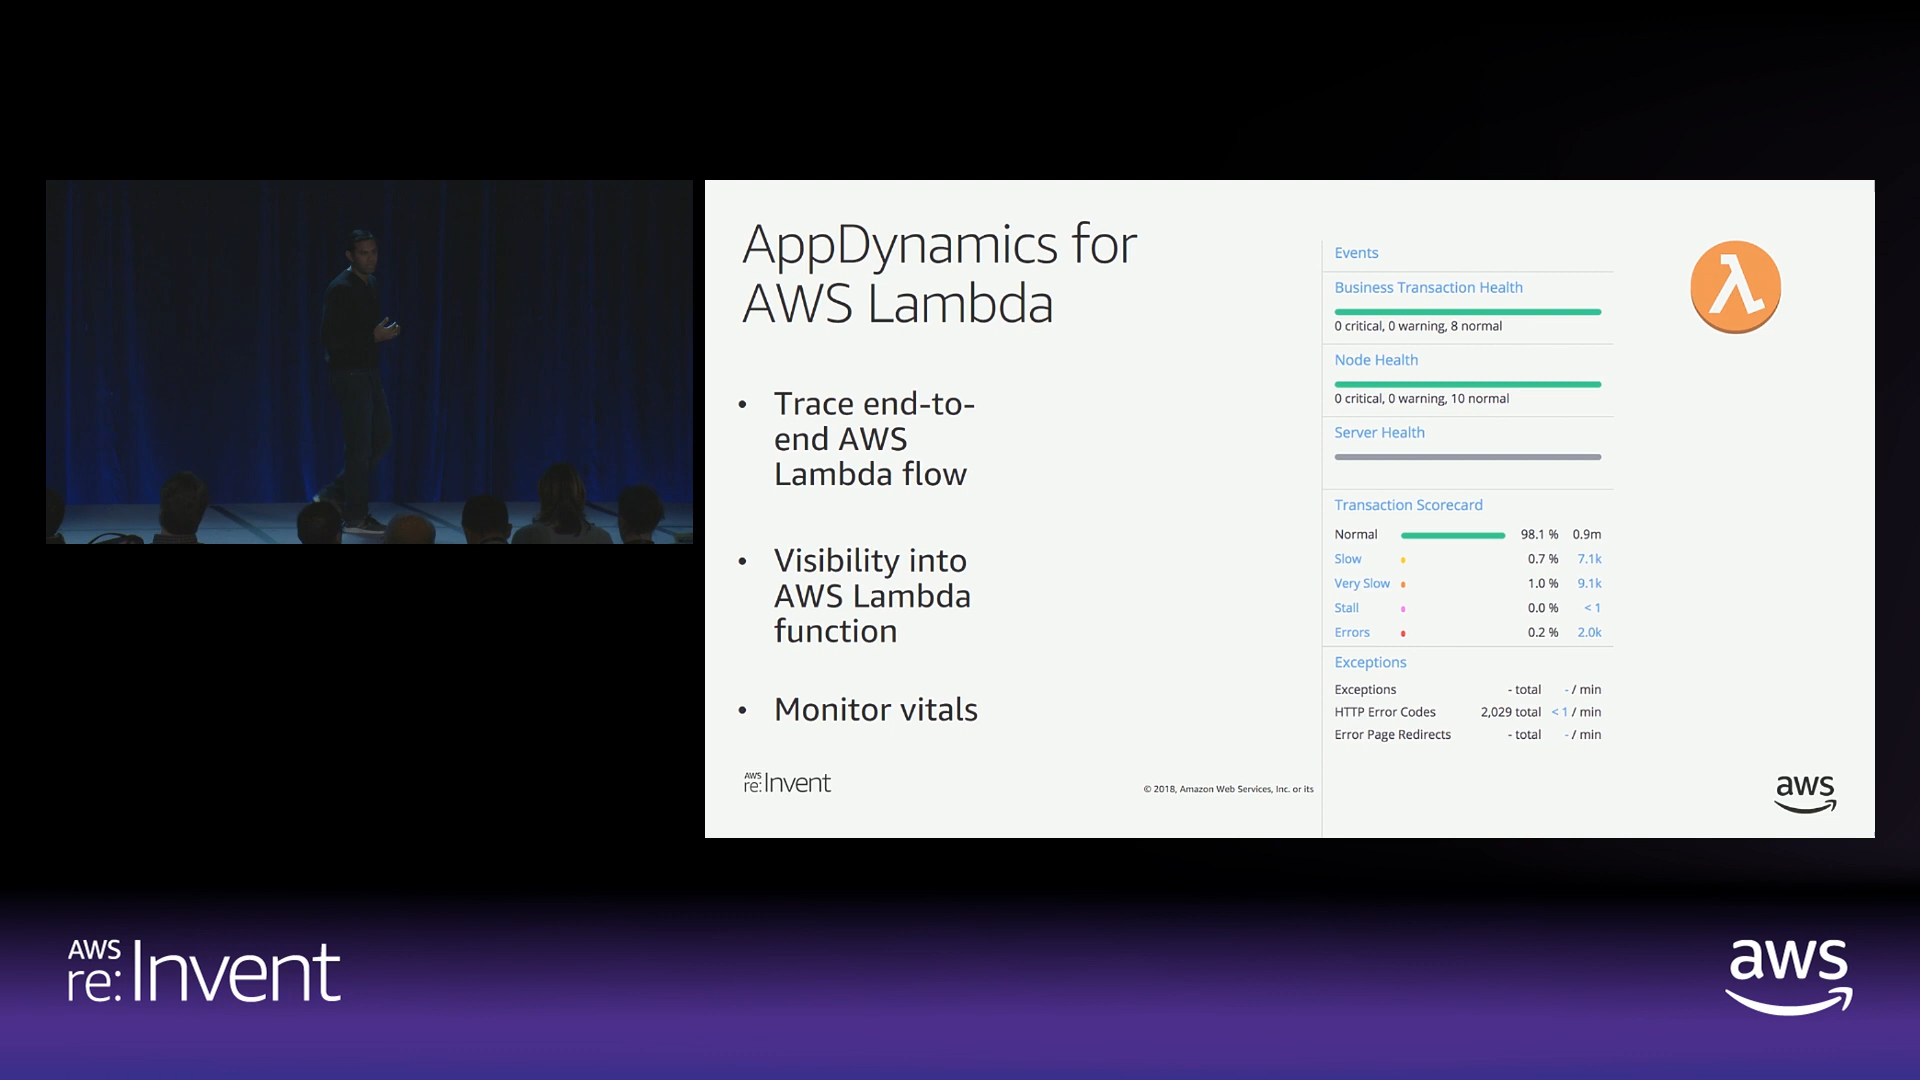 AppDynamics for
AWS Lambda
• Trace end-to-
end AWS
Lambda flow
• Visibility into
AWS Lambda
function
• Monitor vitals
AWS
re:Invent
© 2018, Amazon Web Services, Inc. or its
Events
Business Transaction Health
0 critical, 0 warning, 8 normal
Node Health
0 critical, 0 warning, 10 normal
Server Health
Transaction Scorecard
Normal 98.1 % 0.9m
Slow 0.7 % 7.1k
Very Slow 1.0 % 9.1k
Stall 0.0 % < 1
Errors 0.2 % 2.0k
Exceptions
Exceptions - total - / min
HTTP Error Codes 2,029 total < 1 / min
Error Page Redirects - total - / min
λ
aws
AWS
re:Invent
aws